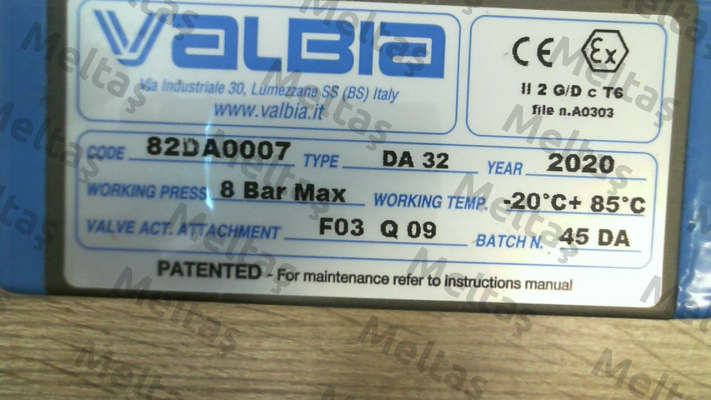 VALBIA
Via Industriale 30, Lumezzane SS (BS) Italy
www.valbia.it
CE Ex
II 2 G/D c T6
file n.A0303
CODE 82DA0007 TYPE DA 32 YEAR 2020
WORKING PRESS. 8 Bar Max WORKING TEMP. -20°C+ 85°C
VALVE ACT. ATTACHMENT F03 Q 09 BATCH N. 45 DA
PATENTED - For maintenance refer to instructions manual
Meltaş